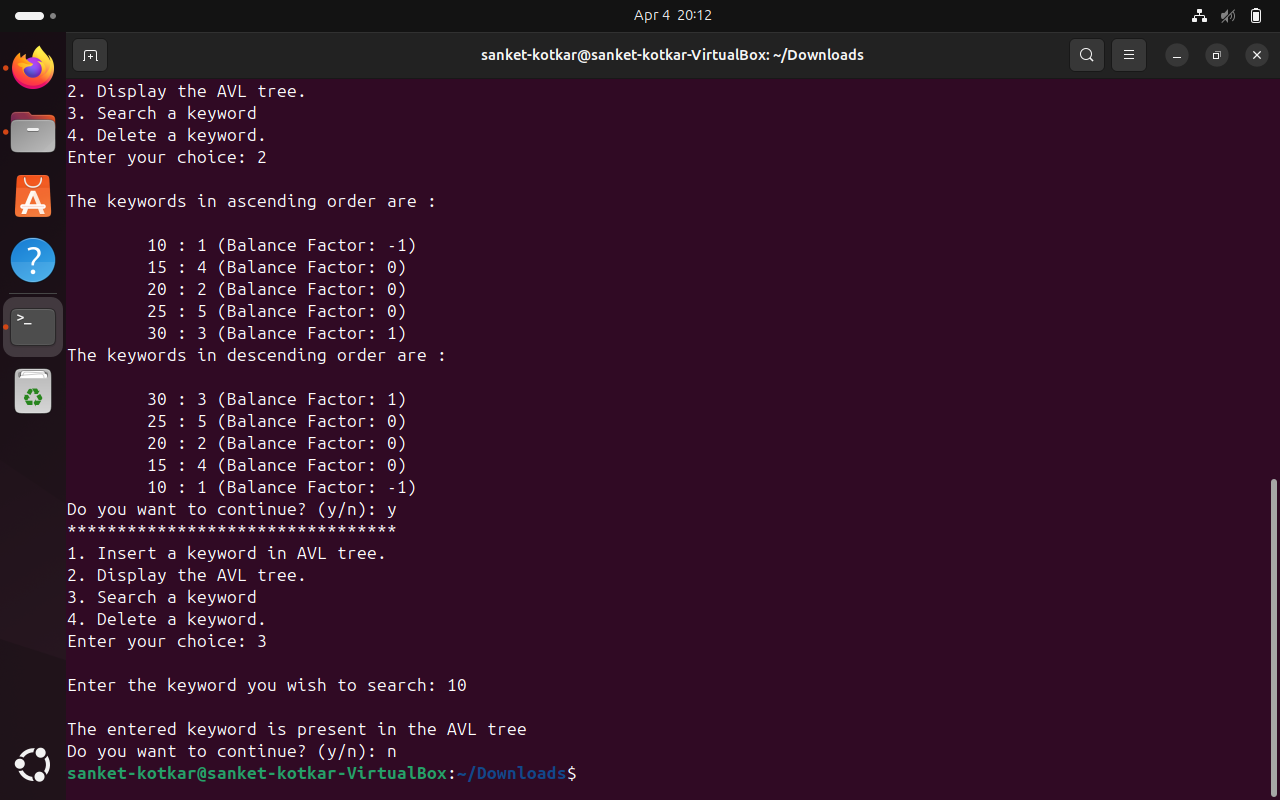 Apr 4 20:12
sanket-kotkar@sanket-kotkar-VirtualBox: ~/Downloads
2. Display the AVL tree.
3. Search a keyword
4. Delete a keyword.
Enter your choice: 2
The keywords in ascending order are :
10 : 1 (Balance Factor: -1)
15 : 4 (Balance Factor: 0)
20 : 2 (Balance Factor: 0)
25 : 5 (Balance Factor: 0)
30 : 3 (Balance Factor: 1)
The keywords in descending order are :
30 : 3 (Balance Factor: 1)
25 : 5 (Balance Factor: 0)
20 : 2 (Balance Factor: 0)
15 : 4 (Balance Factor: 0)
10 : 1 (Balance Factor: -1)
Do you want to continue? (y/n): y
*********************************
1. Insert a keyword in AVL tree.
2. Display the AVL tree.
3. Search a keyword
4. Delete a keyword.
Enter your choice: 3
Enter the keyword you wish to search: 10
The entered keyword is present in the AVL tree
Do you want to continue? (y/n): n
sanket-kotkar@sanket-kotkar-VirtualBox:~/Downloads$